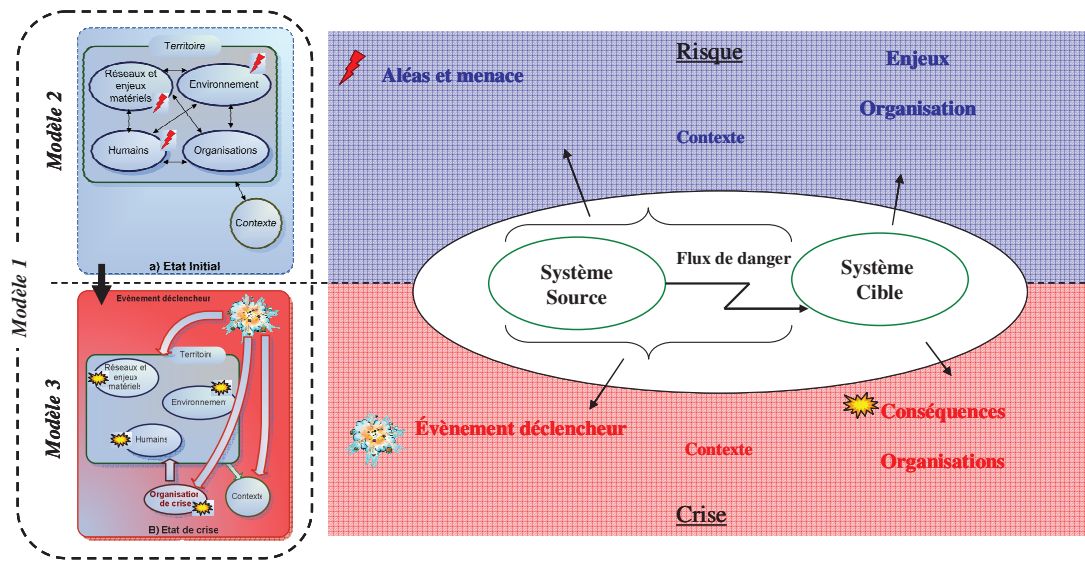 Modèle 1
Modèle 2
Territoire
Réseaux et
enjeux
matériels
Environnement
Humains
Organisations
Contexte
a) Etat Initial
Modèle 3
Evènement déclencheur
Territoire
Réseaux et
enjeux
matériels
Environnement
Humains
Organisation
de crise
Contexte
B) Etat de crise
Risque
Aléas et menace
Enjeux
Organisation
Contexte
Système
Source
Flux de danger
Système
Cible
Évènement déclencheur
Contexte
Conséquences
Organisations
Crise